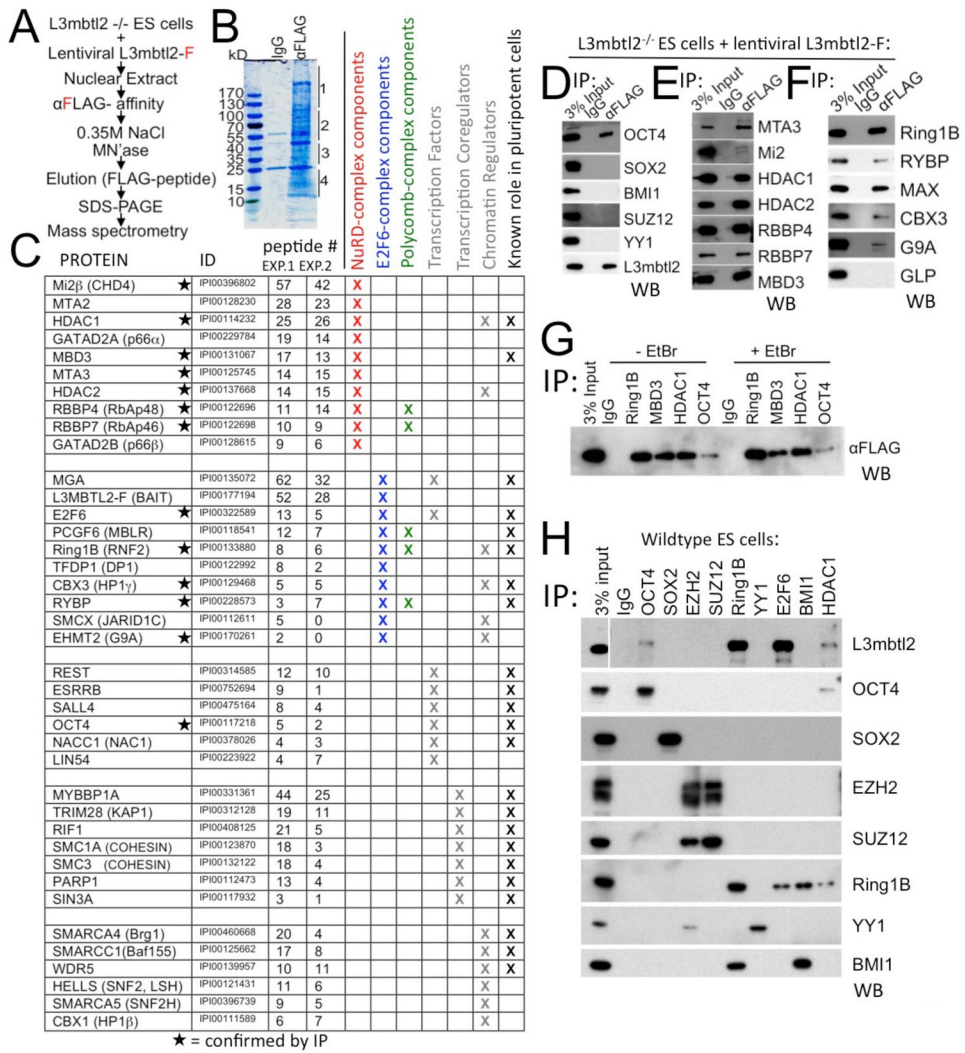 A
L3mbtl2 -/- ES cells
+
Lentiviral L3mbtl2-F
Nuclear Extract
αFLAG- affinity
0.35M NaCl
MN'ase
Elution (FLAG-peptide)
SDS-PAGE
Mass spectrometry
B
IgG
αFLAG
kD
170
130
100
70
55
40
35
25
15
10
1
2
3
4
C
PROTEIN ID peptide #
EXP.1 EXP.2
NuRD-complex components
E2F6-complex components
Polycomb-complex components
Transcription Factors
Transcription Coregulators
Chromatin Regulators
Known role in pluripotent cells
Mi2β (CHD4) ★ IPI00396802 57 42 X
MTA2 IPI00128230 28 23 X
HDAC1 ★ IPI00114232 25 26 X X X
GATAD2A (p66α) IPI00229784 19 14 X
MBD3 ★ IPI00131067 17 13 X X
MTA3 ★ IPI00125745 14 15 X
HDAC2 ★ IPI00137668 14 15 X X
RBBP4 (RbAp48) ★ IPI00122696 11 14 X X
RBBP7 (RbAp46) ★ IPI00122698 10 9 X X
GATAD2B (p66β) IPI00128615 9 6 X
MGA IPI00135072 62 32 X X X
L3MBTL2-F (BAIT) IPI00177194 52 28 X
E2F6 ★ IPI00322589 13 5 X X X
PCGF6 (MBLR) IPI00118541 12 7 X X X
Ring1B (RNF2) ★ IPI00133880 8 6 X X X X
TFDP1 (DP1) IPI00122992 8 2 X
CBX3 (HP1γ) ★ IPI00129468 5 5 X X X
RYBP ★ IPI00228573 3 7 X X X
SMCX (JARID1C) IPI00112611 5 0 X X
EHMT2 (G9A) ★ IPI00170261 2 0 X X
REST IPI00314585 12 10 X X
ESRRB IPI00752694 9 1 X X
SALL4 IPI00475164 8 4 X X
OCT4 ★ IPI00117218 5 2 X X
NACC1 (NAC1) IPI00378026 4 3 X X
LIN54 IPI00223922 4 7 X
MYBBP1A IPI00331361 44 25 X X
TRIM28 (KAP1) IPI00312128 19 11 X X
RIF1 IPI00408125 21 5 X X
SMC1A (COHESIN) IPI00123870 18 3 X X
SMC3 (COHESIN) IPI00132122 18 4 X X
PARP1 IPI00112473 13 4 X X
SIN3A IPI00117932 3 1 X X
SMARCA4 (Brg1) IPI00460668 20 4 X X
SMARCC1(Baf155) IPI00125662 17 8 X X
WDR5 IPI00139957 10 11 X X
HELLS (SNF2, LSH) IPI00121431 11 6 X
SMARCA5 (SNF2H) IPI00396739 9 5 X
CBX1 (HP1β) IPI00111589 6 7 X
★ = confirmed by IP
L3mbtl2-/- ES cells + lentiviral L3mbtl2-F:
D
IP:
3% Input
IgG
αFLAG
OCT4
SOX2
BMI1
SUZ12
YY1
L3mbtl2
WB
E
IP:
3% Input
IgG
αFLAG
MTA3
Mi2
HDAC1
HDAC2
RBBP4
RBBP7
MBD3
WB
F
IP:
3% Input
IgG
αFLAG
Ring1B
RYBP
MAX
CBX3
G9A
GLP
WB
G
- EtBr + EtBr
IP:
3% Input
IgG
Ring1B
MBD3
HDAC1
OCT4
IgG
Ring1B
MBD3
HDAC1
OCT4
αFLAG
WB
H
Wildtype ES cells:
IP:
3% input
IgG
OCT4
SOX2
EZH2
SUZ12
Ring1B
YY1
E2F6
BMI1
HDAC1
L3mbtl2
OCT4
SOX2
EZH2
SUZ12
Ring1B
YY1
BMI1
WB